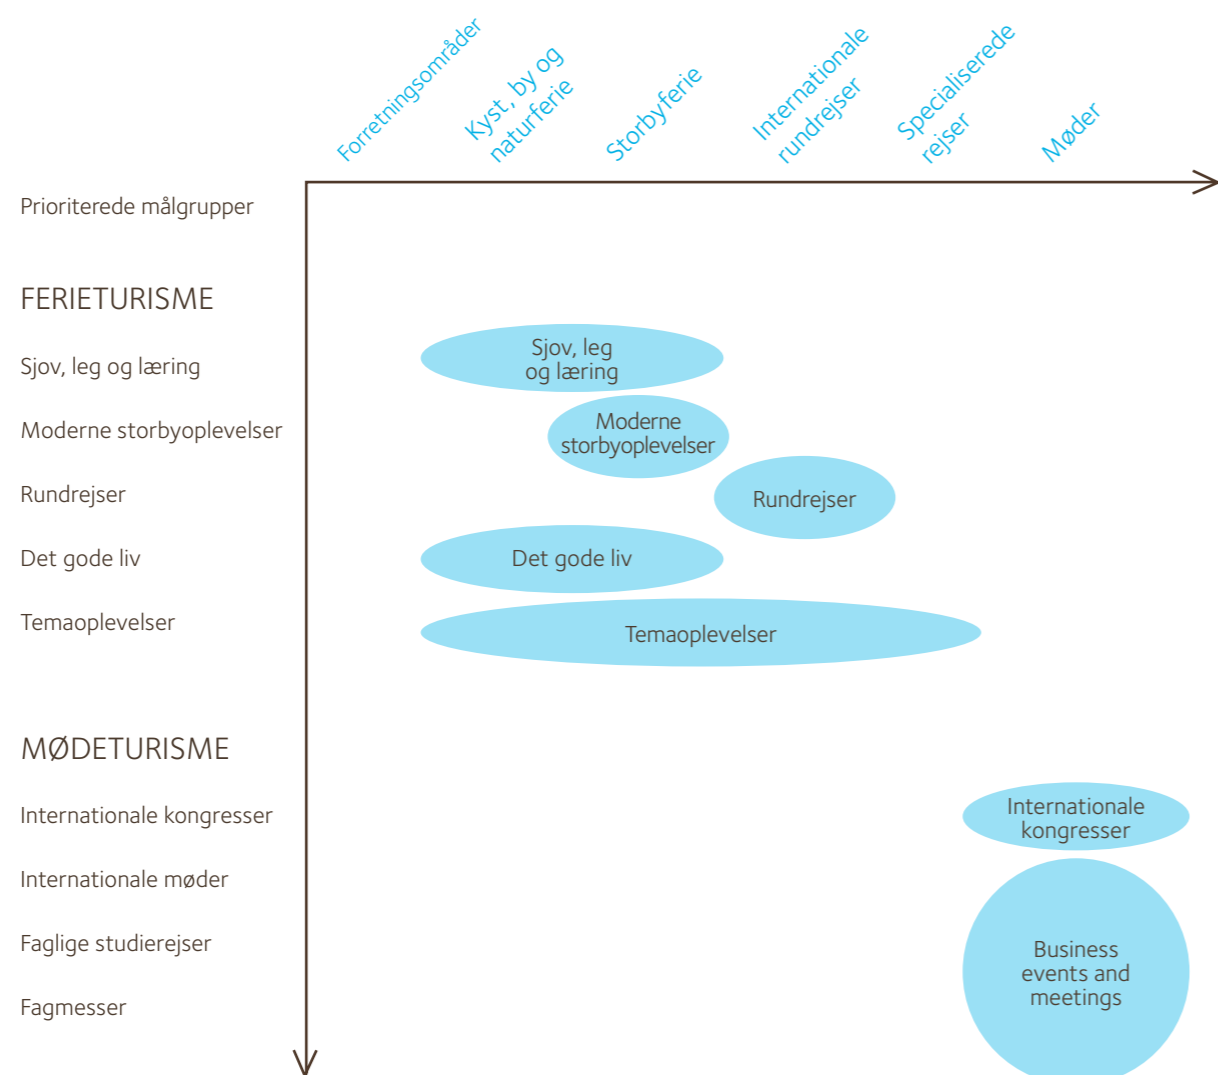 Forretningsområder
Kyst, by og
naturferie
Storbyferie
Internationale
rundrejser
Specialiserede
rejser
Møder
Prioriterede målgrupper
FERIETURISME
Sjov, leg og læring
Sjov, leg
og læring
Moderne storbyoplevelser
Moderne
storbyoplevelser
Rundrejser
Rundrejser
Det gode liv
Det gode liv
Temaoplevelser
Temaoplevelser
MØDETURISME
Internationale kongresser
Internationale
kongresser
Internationale møder
Faglige studierejser
Fagmesser
Business
events and
meetings